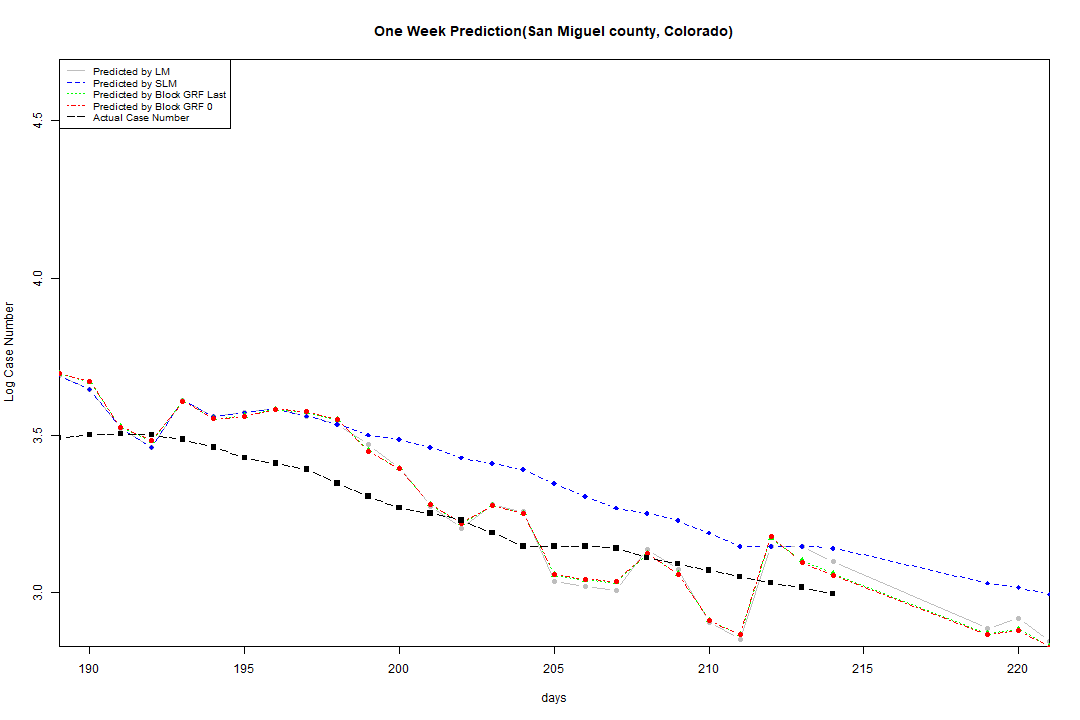 One Week Prediction(San Miguel county, Colorado)
Predicted by LM
Predicted by SLM
Predicted by Block GRF Last
Predicted by Block GRF 0
Actual Case Number
4.5
4.0
3.5
3.0
Log Case Number
190 195 200 205 210 215 220
days